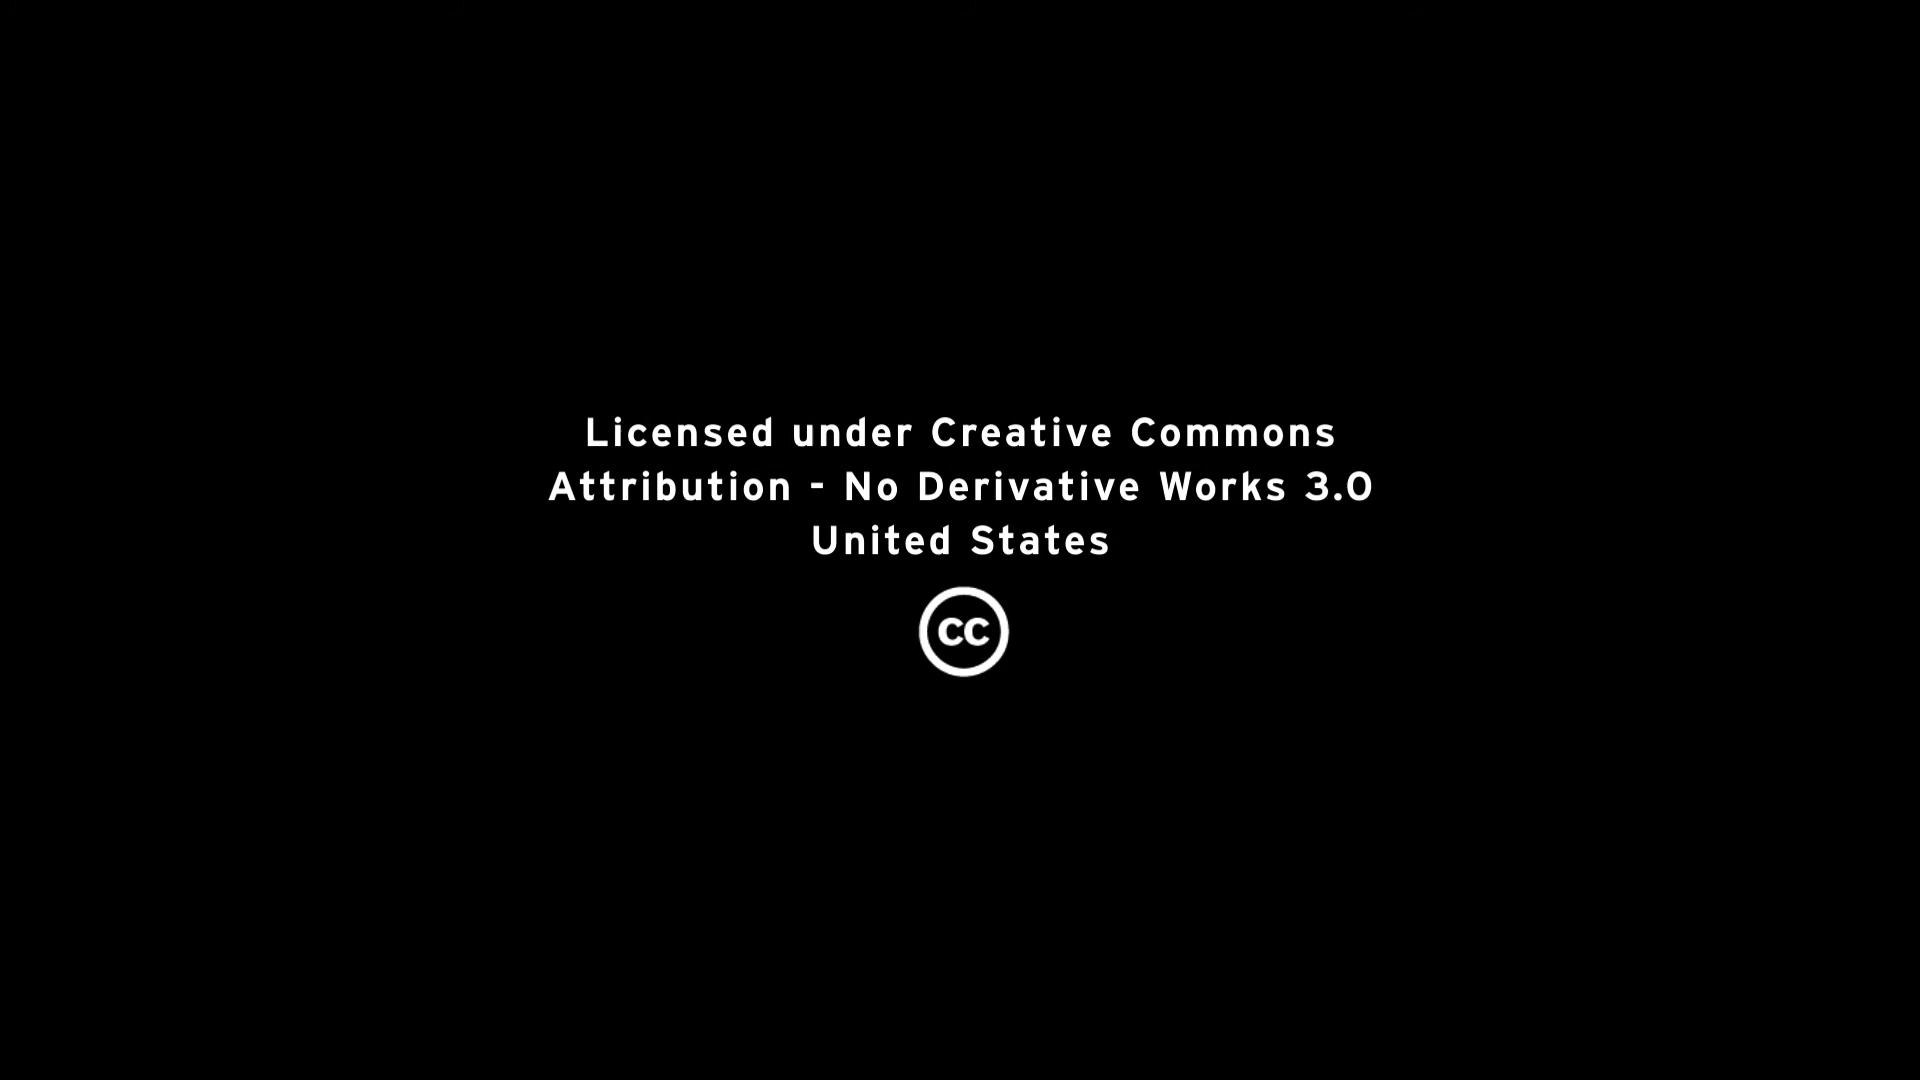 Licensed under Creative Commons
Attribution - No Derivative Works 3.0
United States
cc